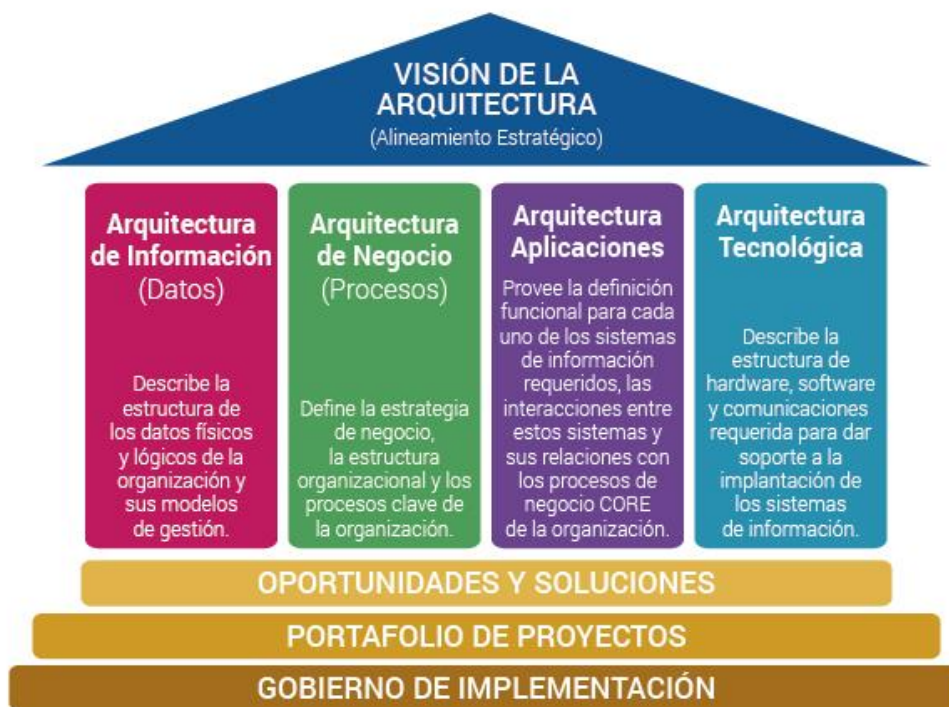 VISIÓN DE LA
ARQUITECTURA
(Alineamiento Estratégico)
Arquitectura
de Información
(Datos)
Describe la
estructura de
los datos físicos
y lógicos de la
organización y
sus modelos
de gestión.
Arquitectura
de Negocio
(Procesos)
Define la estrategia
de negocio,
la estructura
organizacional y los
procesos clave de
la organización.
Arquitectura
Aplicaciones
Provee la definición
funcional para cada
uno de los sistemas
de información
requeridos, las
interacciones entre
estos sistemas y
sus relaciones con
los procesos de
negocio CORE
de la organización.
Arquitectura
Tecnológica
Describe la
estructura de
hardware, software
y comunicaciones
requerida para dar
soporte a la
implantación de
los sistemas
de información.
OPORTUNIDADES Y SOLUCIONES
PORTAFOLIO DE PROYECTOS
GOBIERNO DE IMPLEMENTACIÓN